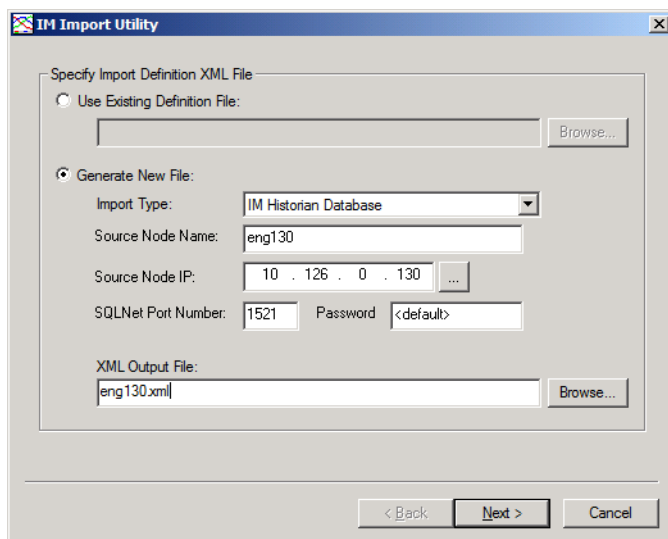 IM Import Utility
Specify Import Definition XML File
Use Existing Definition File:
Browse...
Generate New File:
Import Type: IM Historian Database
Source Node Name: eng130
Source Node IP: 10 . 126 . 0 . 130 ...
SQLNet Port Number: 1521 Password <default>
XML Output File:
eng130.xml Browse...
< Back Next > Cancel